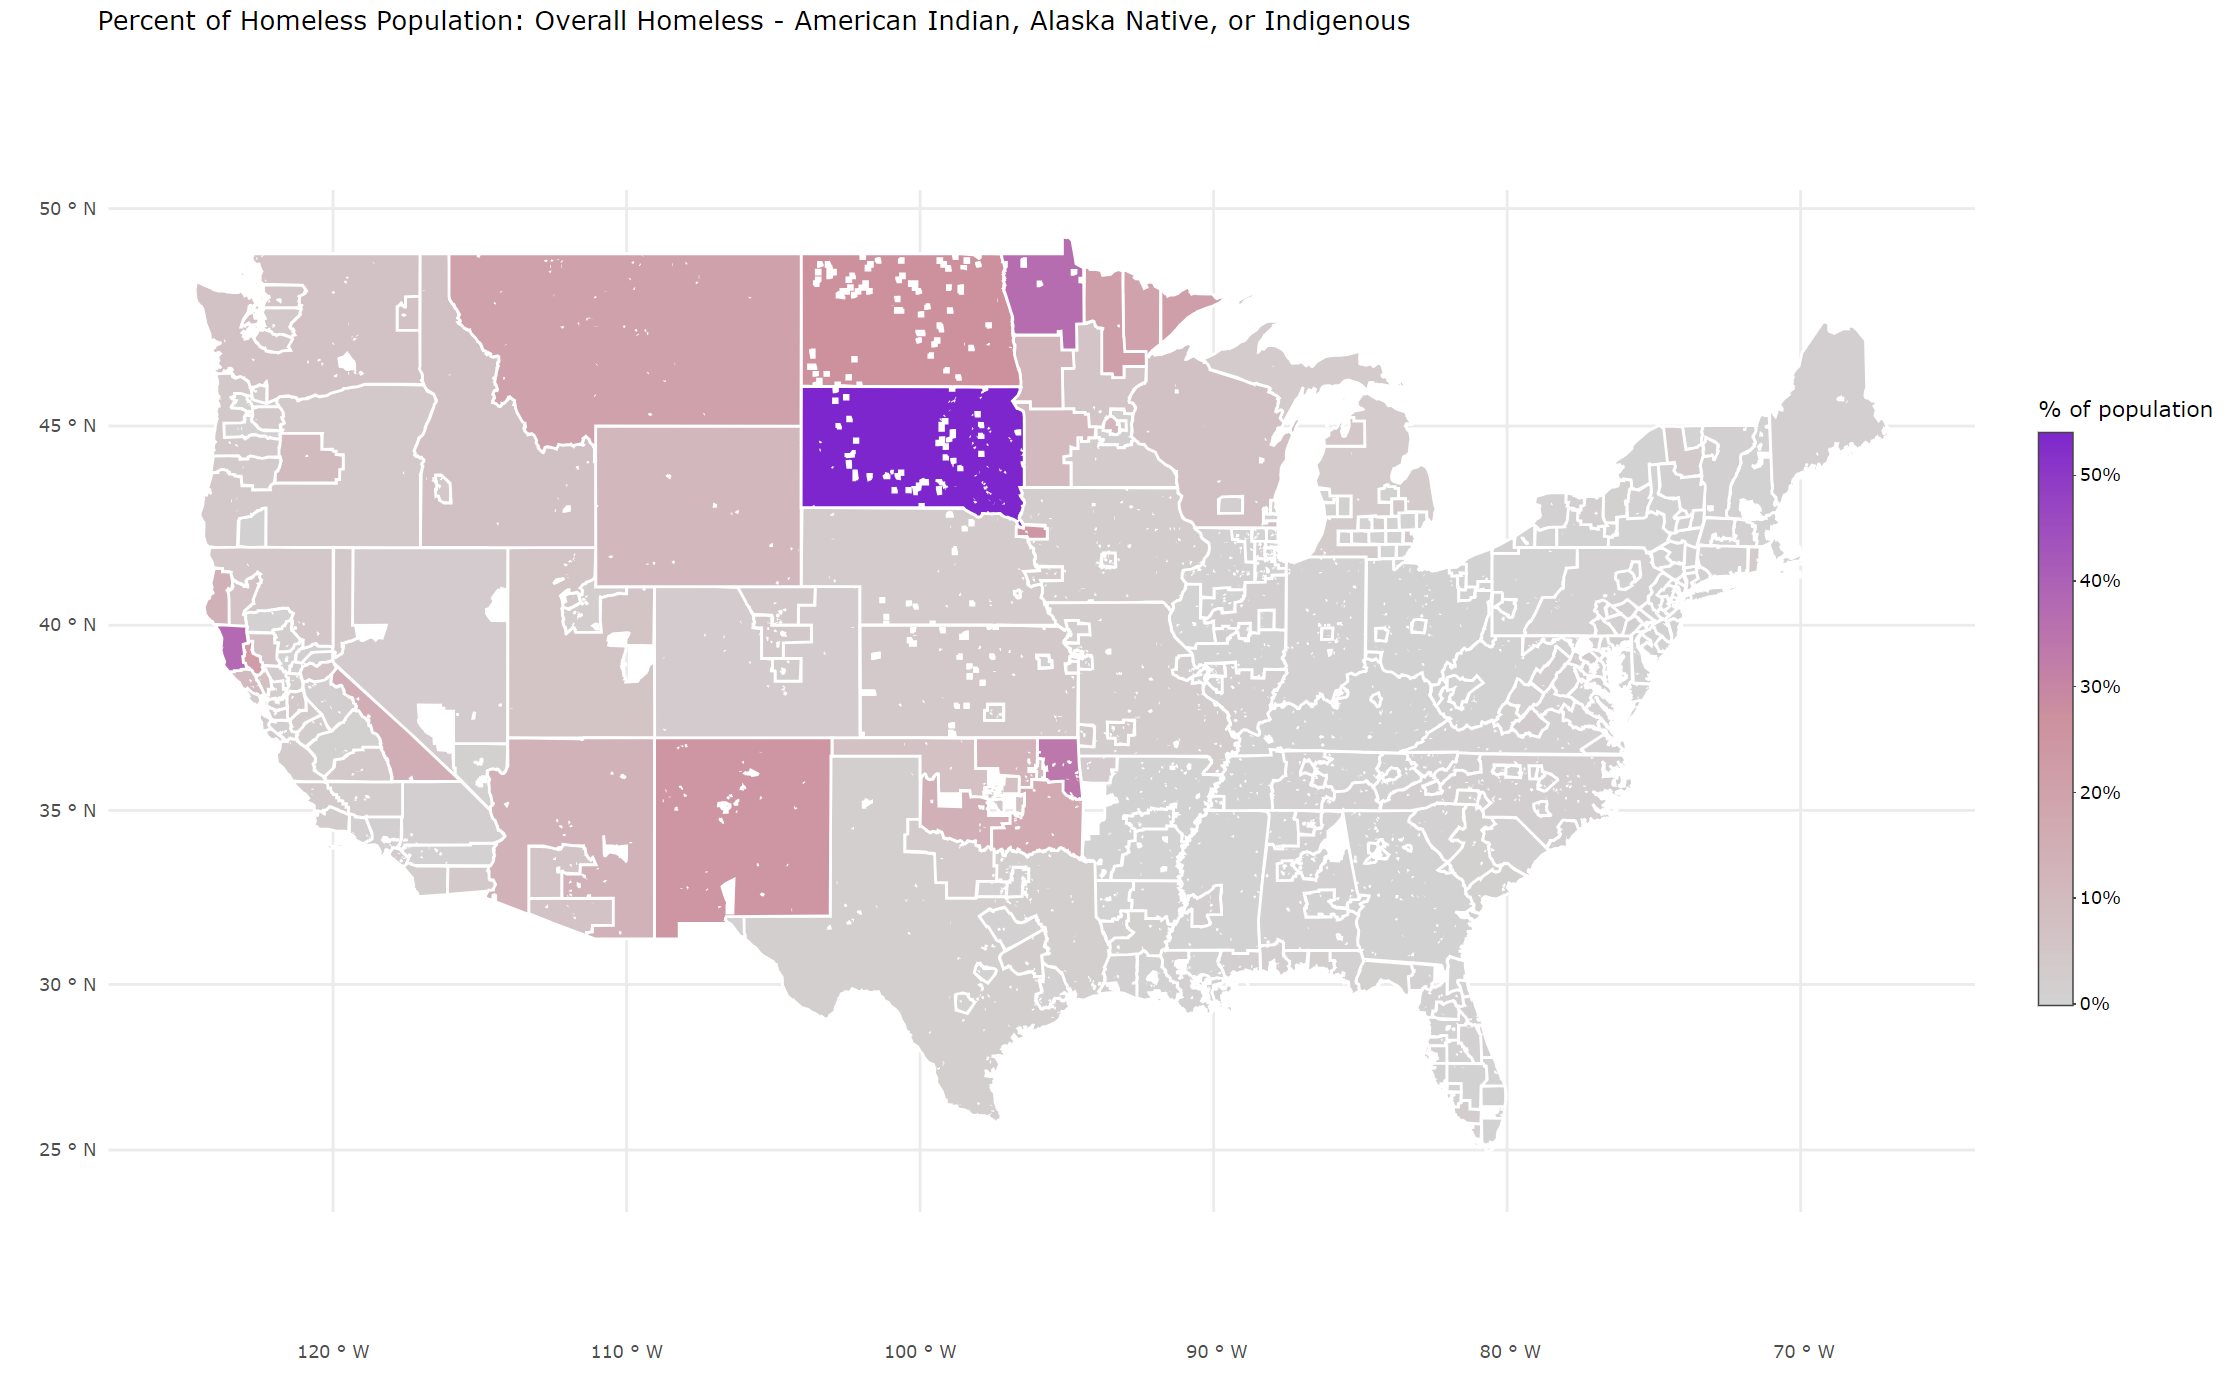 Percent of Homeless Population: Overall Homeless - American Indian, Alaska Native, or Indigenous
50 ° N
45 ° N
40 ° N
35 ° N
30 ° N
25 ° N
120 ° W
110 ° W
100 ° W
90 ° W
80 ° W
70 ° W
% of population
50%
40%
30%
20%
10%
0%